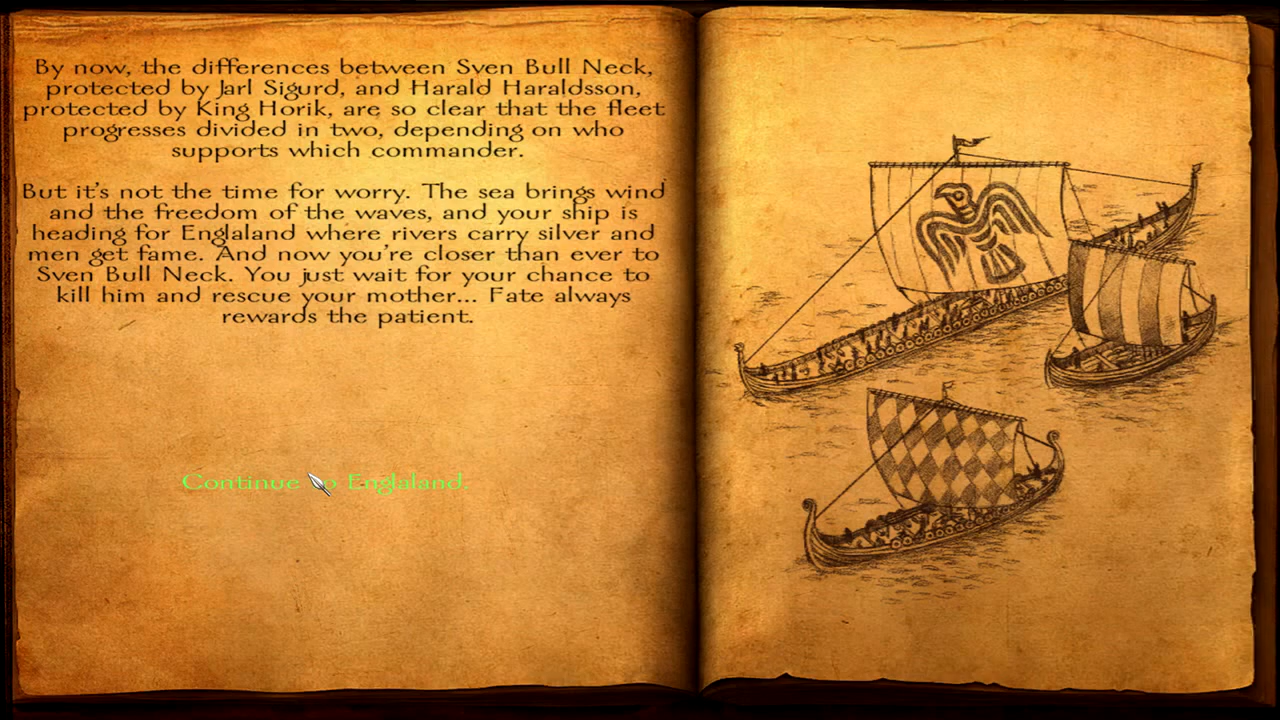 By now, the differences between Sven Bull Neck,
protected by Jarl Sigurd, and Harald Haraldsson,
protected by King Horik, are so clear that the fleet
progresses divided in two, depending on who
supports which commander.
But it's not the time for worry. The sea brings wind
and the freedom of the waves, and your ship is
heading for Englaland where rivers carry silver and
men get fame. And now you're closer than ever to
Sven Bull Neck. You just wait for your chance to
kill him and rescue your mother... Fate always
rewards the patient.
Continue to Englaland.